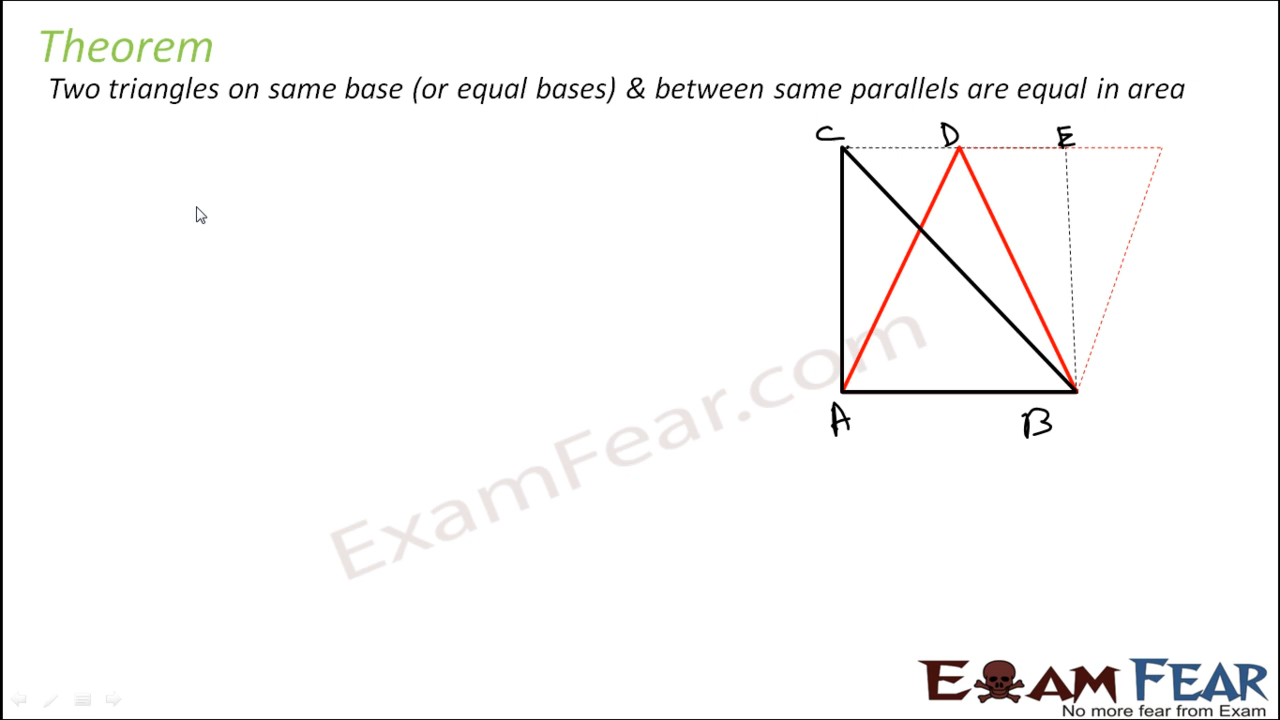 Theorem
Two triangles on same base (or equal bases) & between same parallels are equal in area
C D E
A B
ExamFear.com
EXAM FEAR
No more fear from Exam